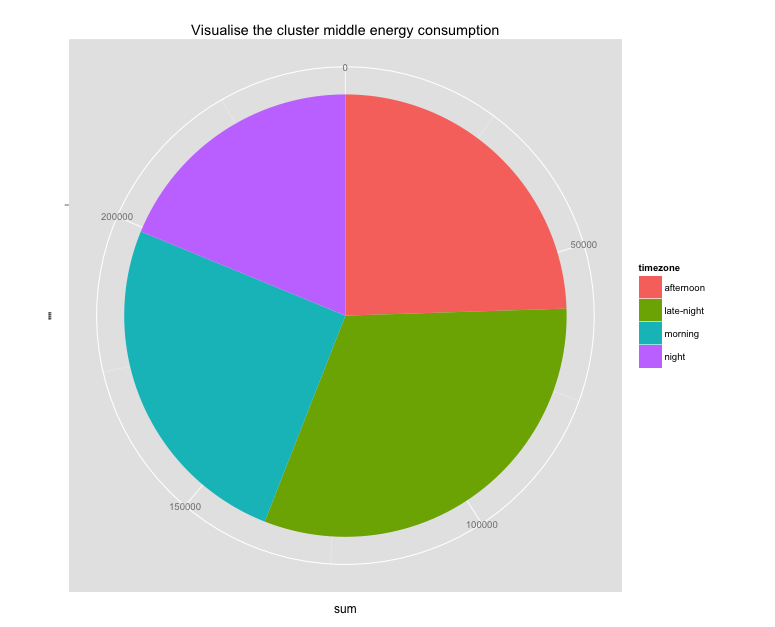 Visualise the cluster middle energy consumption
0
50000
200000
timezone
afternoon
late-night
morning
night
150000
100000
sum